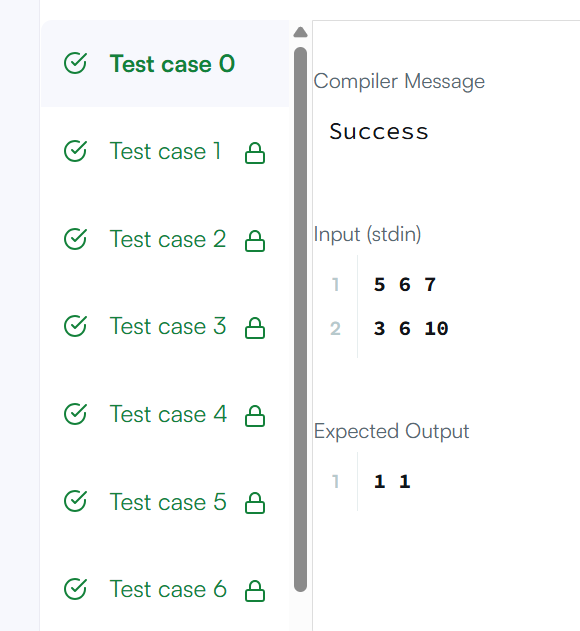 Test case 0
Test case 1
Test case 2
Test case 3
Test case 4
Test case 5
Test case 6
Compiler Message
Success
Input (stdin)
1 5 6 7
2 3 6 10
Expected Output
1 1 1